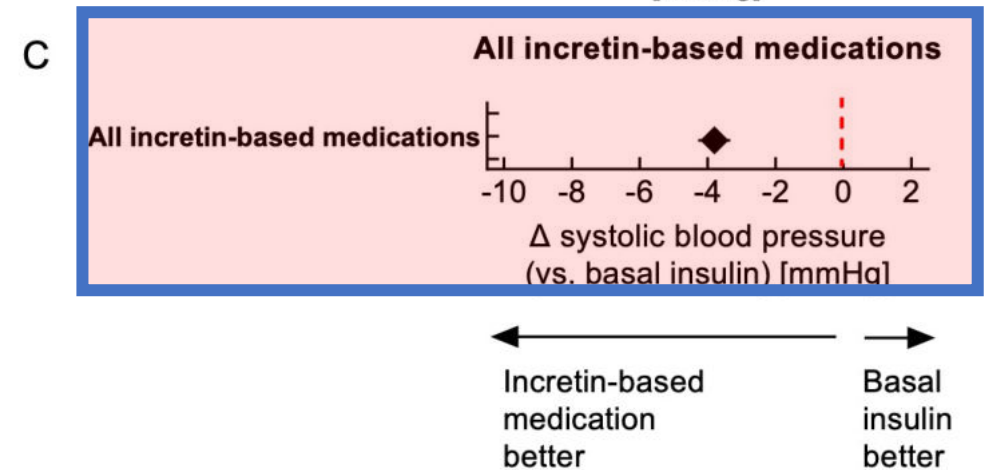 C
All incretin-based medications
All incretin-based medications
-10 -8 -6 -4 -2 0 2
Δ systolic blood pressure
(vs. basal insulin) [mmHg]
Incretin-based Basal
medication insulin
better better